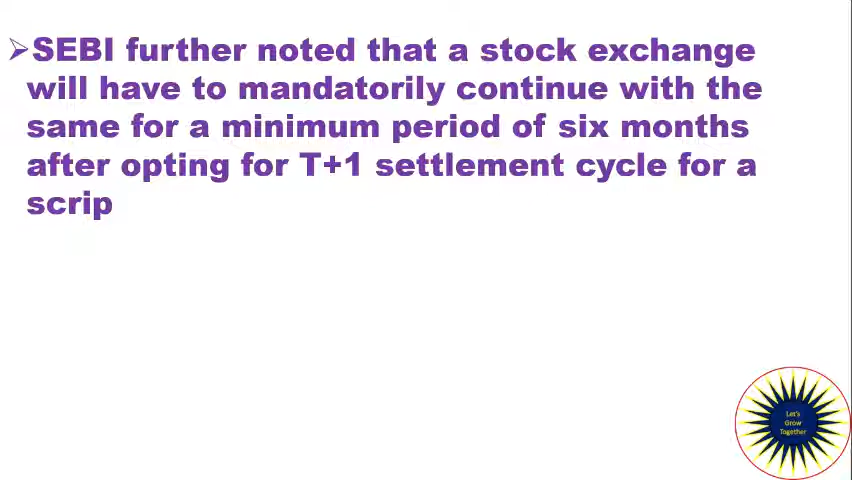 ➢SEBI further noted that a stock exchange
will have to mandatorily continue with the
same for a minimum period of six months
after opting for T+1 settlement cycle for a
scrip
Let's
Grow
Together